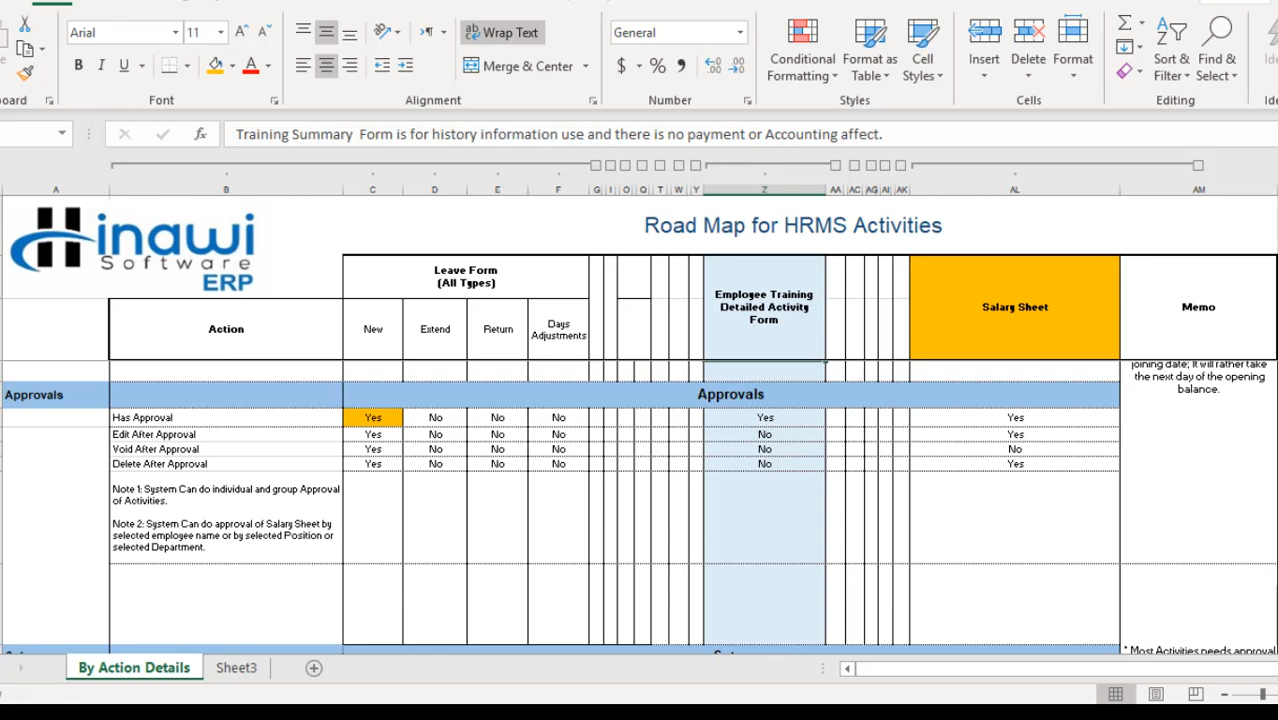 Arial 11 Wrap Text General
Merge & Center
Conditional Formatting
Format as Table
Cell Styles
Insert Delete Format
Sort & Filter
Find & Select
oard Font Alignment Number Styles Cells Editing
Training Summary  Form is for history information use and there is no payment or Accounting affect.
A B C D E F G I O Q T W Y Z AA AC AG AI AK AL AM
Hinawi
Software
ERP
Road Map for HRMS Activities
Leave Form
(All Types)
Action New Extend Return Days Adjustments
Employee Training
Detailed Activity
Form
Salary Sheet
Memo
joining date; It will rather take
the next day of the opening
balance.
Approvals Approvals
Has Approval Yes No No No Yes Yes
Edit After Approval Yes No No No No Yes
Void After Approval Yes No No No No No
Delete After Approval Yes No No No No Yes
Note 1: System Can do individual and group Approval
of Activities.
Note 2: System Can do approval of Salary Sheet by
selected employee name or by selected Position or
selected Department.
* Most Activities needs approval
By Action Details Sheet3